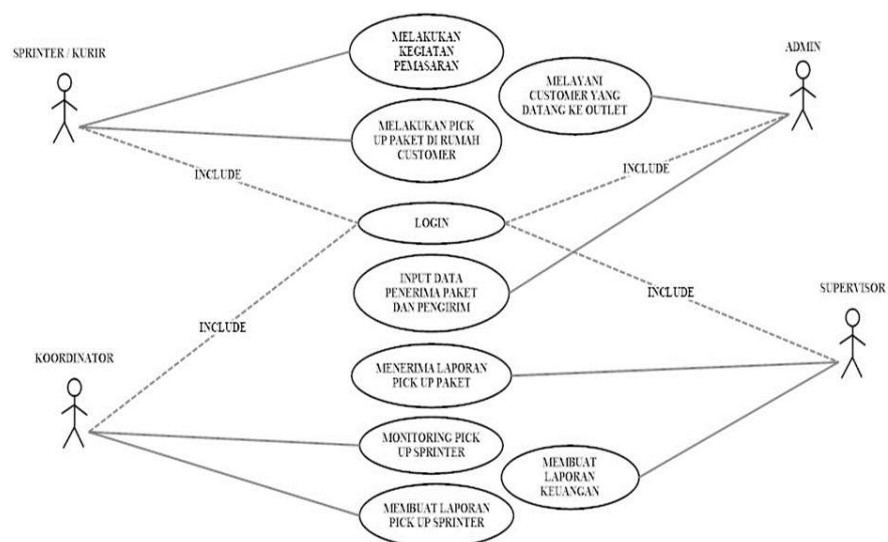 SPRINTER / KURIR
MELAKUKAN
KEGIATAN
PEMASARAN
ADMIN
MELAYANI
CUSTOMER YANG
DATANG KE OUTLET
MELAKUKAN PICK
UP PAKET DI RUMAH
CUSTOMER
INCLUDE
INCLUDE
LOGIN
INPUT DATA
PENERIMA PAKET
DAN PENGIRIM
INCLUDE
SUPERVISOR
INCLUDE
KOORDINATOR
MENERIMA LAPORAN
PICK UP PAKET
MONITORING PICK
UP SPRINTER
MEMBUAT
LAPORAN
KEUANGAN
MEMBUAT LAPORAN
PICK UP SPRINTER